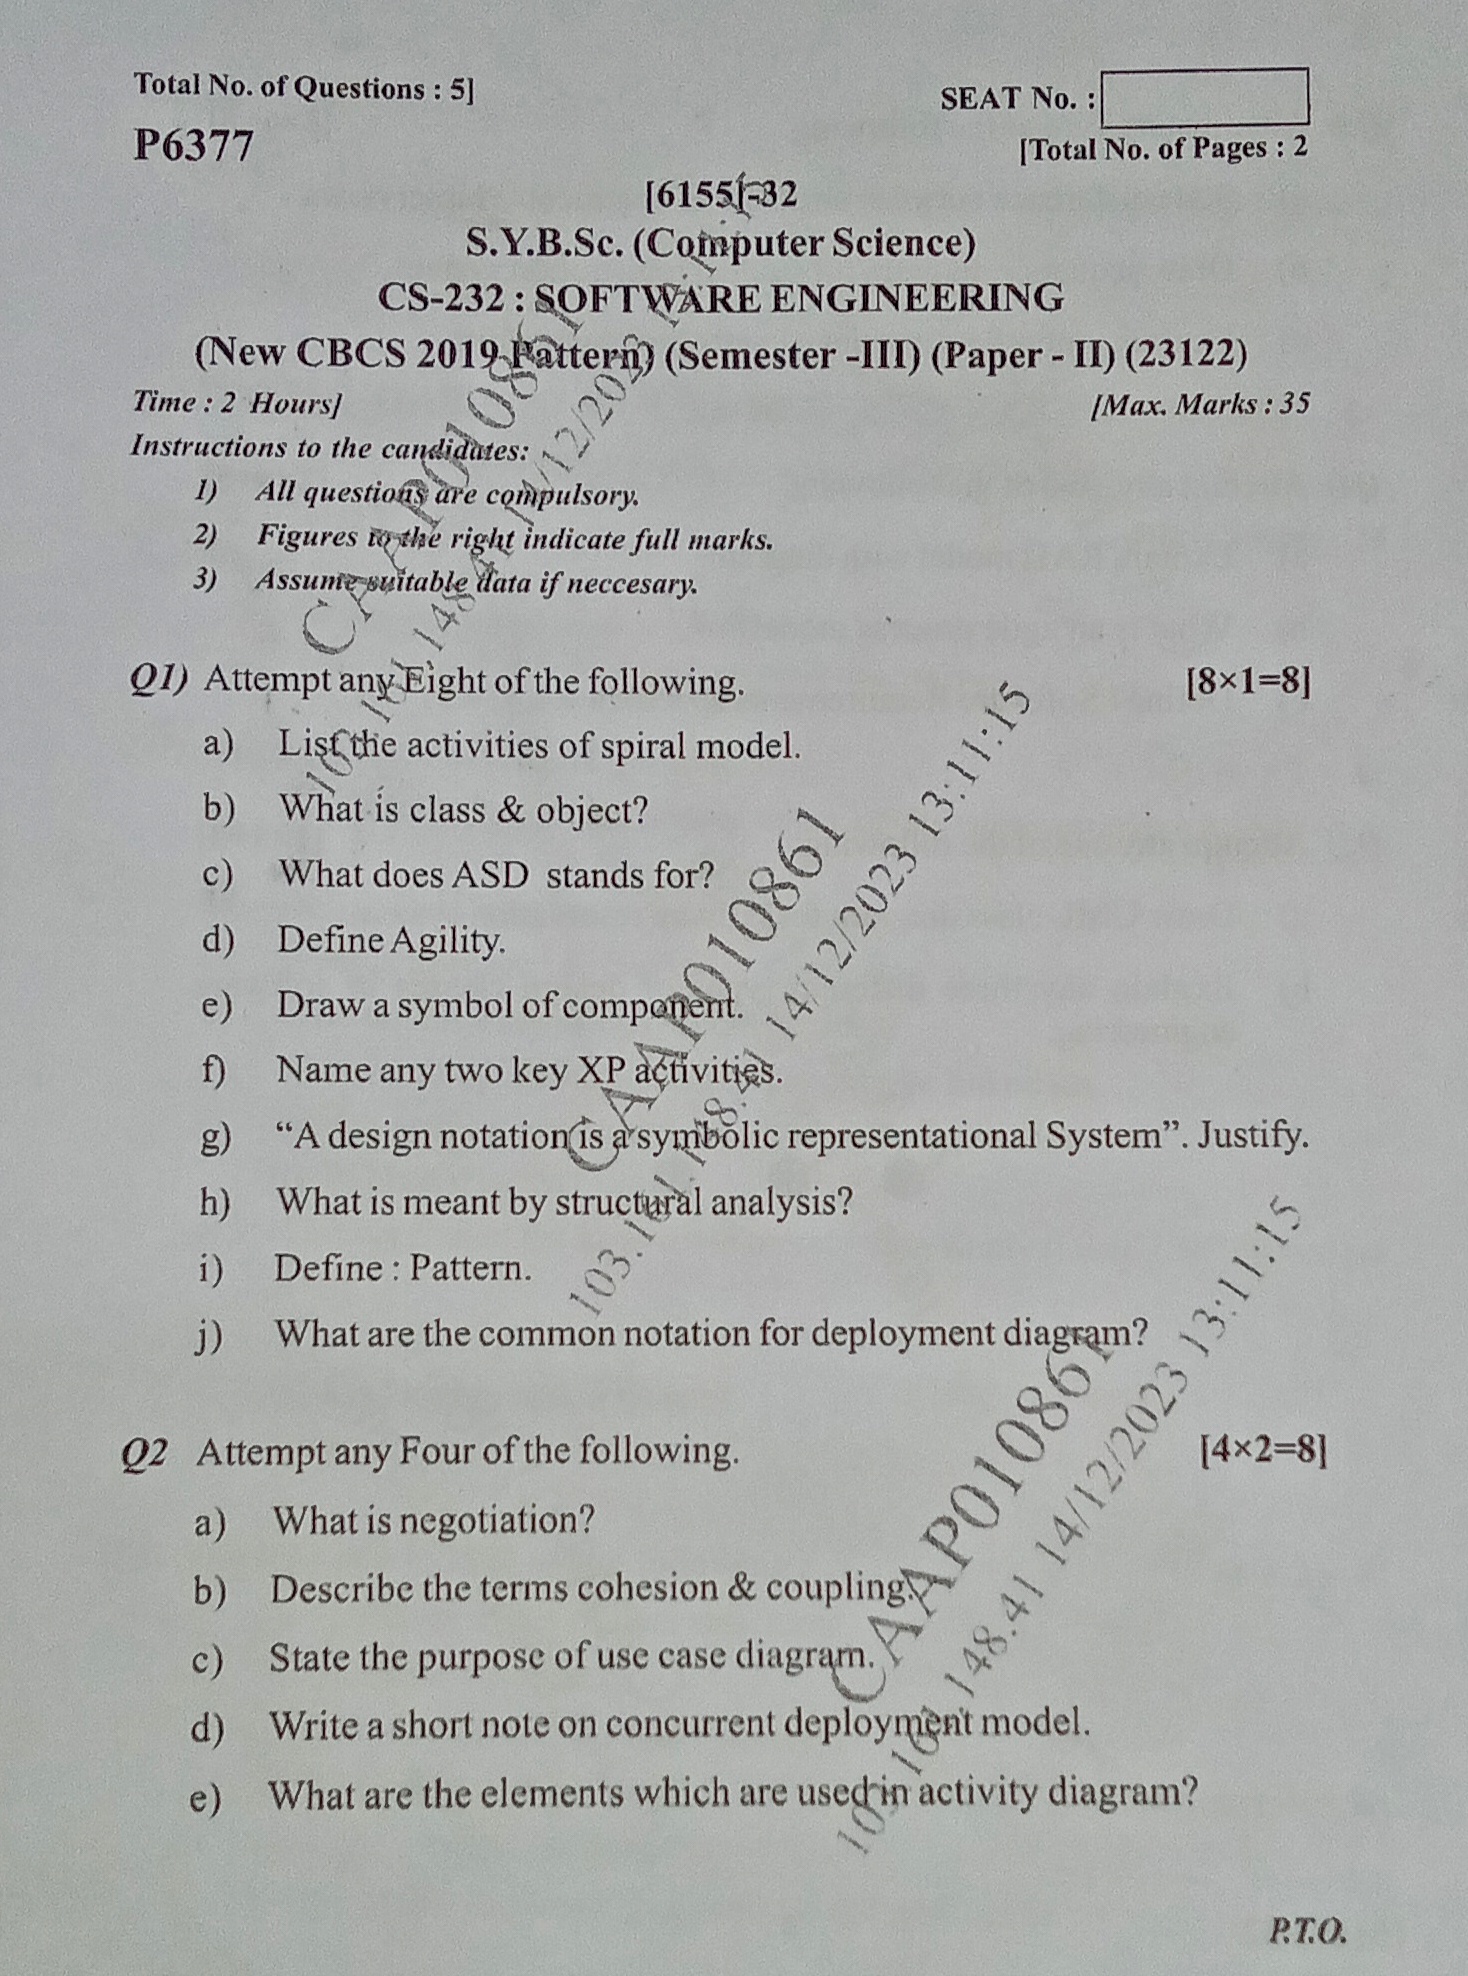 Total No. of Questions : 5]
SEAT No. :
P6377
[Total No. of Pages : 2
[6155]-32
S.Y.B.Sc. (Computer Science)
CS-232 : SOFTWARE ENGINEERING
(New CBCS 2019 Pattern) (Semester -III) (Paper - II) (23122)
Time : 2 Hours]
[Max. Marks : 35
Instructions to the candidates:
1) All questions are compulsory.
2) Figures to the right indicate full marks.
3) Assume suitable data if neccesary.
Q1) Attempt any Eight of the following. [8×1=8]
a) List the activities of spiral model.
b) What is class & object?
c) What does ASD stands for?
d) Define Agility.
e) Draw a symbol of component.
f) Name any two key XP activities.
g) “A design notation is a symbolic representational System”. Justify.
h) What is meant by structural analysis?
i) Define : Pattern.
j) What are the common notation for deployment diagram?
Q2 Attempt any Four of the following. [4×2=8]
a) What is negotiation?
b) Describe the terms cohesion & coupling.
c) State the purpose of use case diagram.
d) Write a short note on concurrent deployment model.
e) What are the elements which are used in activity diagram?
P.T.O.
CAAP010861
103.161.148.41 14/12/2023 13:11:15
CAAP010861
103.161.148.41 14/12/2023 13:11:15
CAAP010861
103.161.148.41 14/12/2023 13:11:15